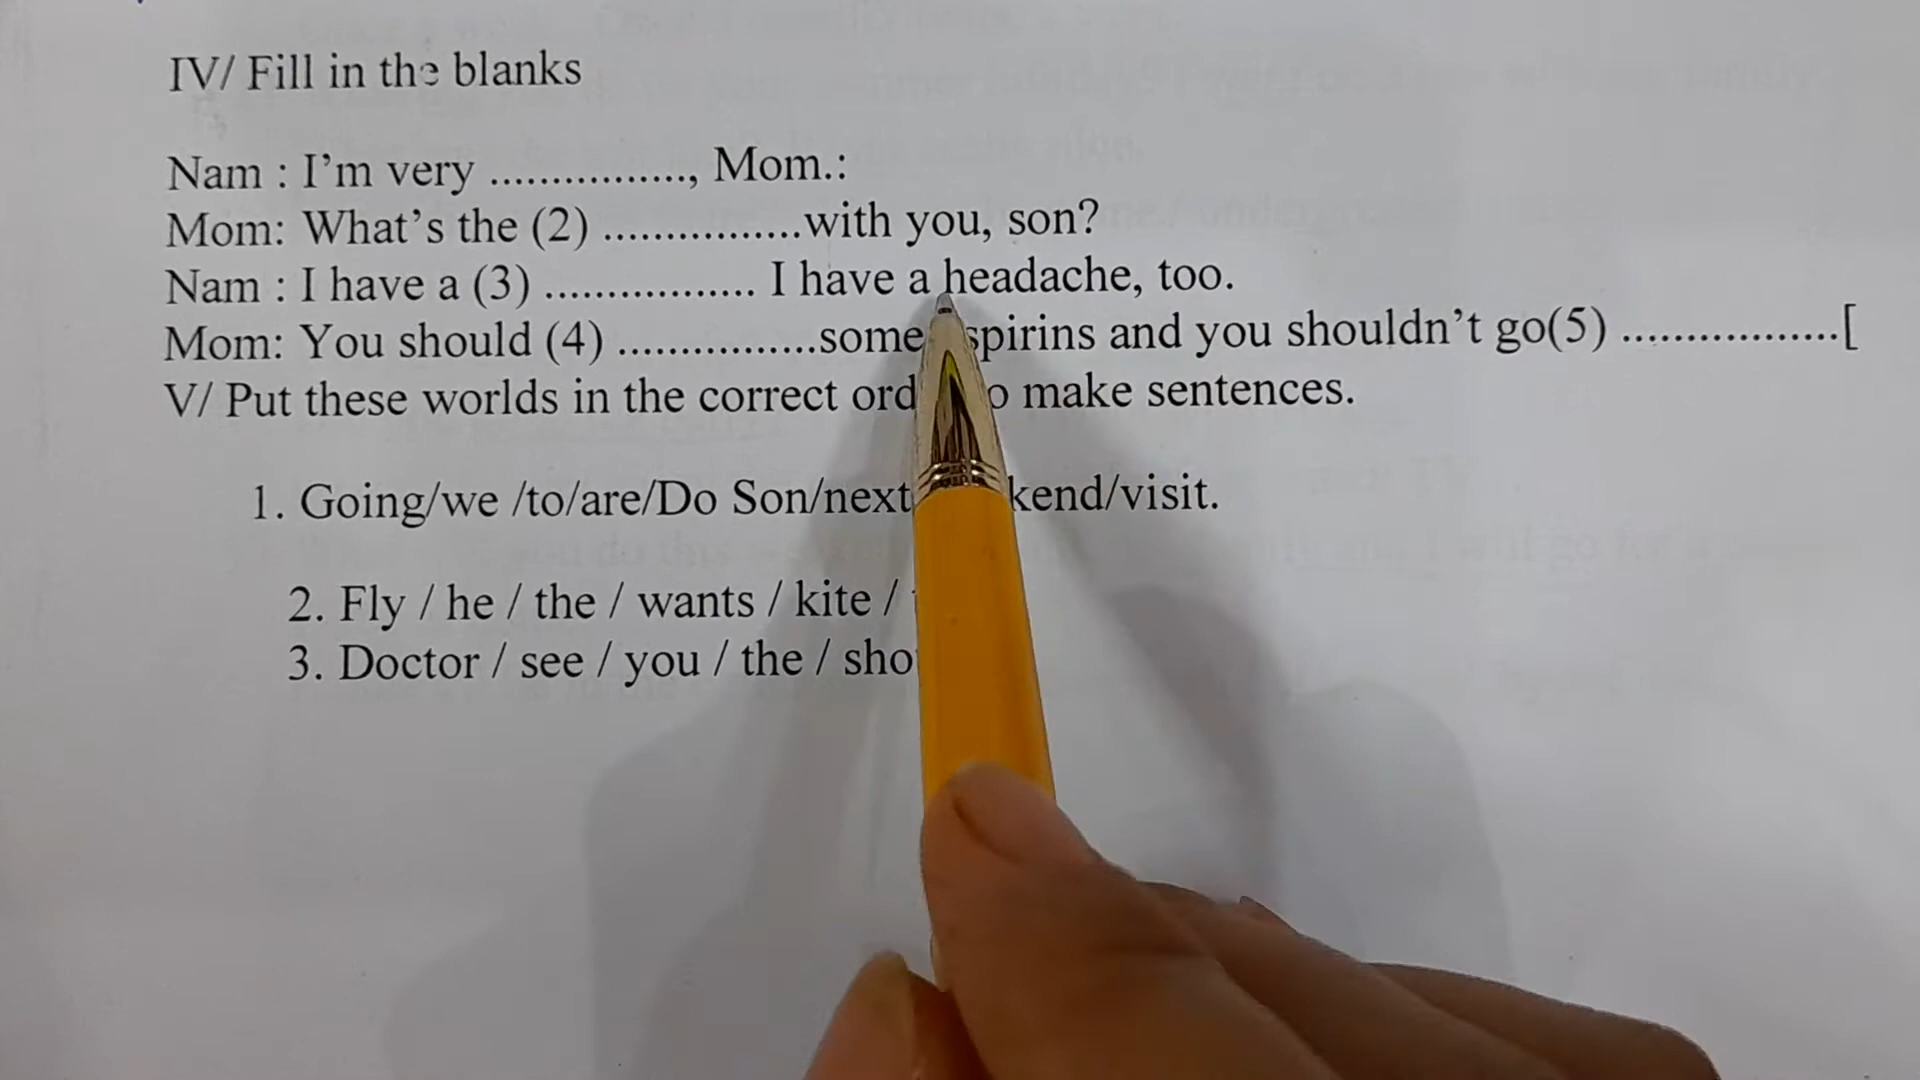 IV/ Fill in the blanks
Nam : I'm very ................, Mom.:
Mom: What's the (2) ................with you, son?
Nam : I have a (3) ................. I have a headache, too.
Mom: You should (4) ................some spirins and you shouldn't go(5) .................[
V/ Put these worlds in the correct ord o make sentences.
1. Going/we /to/are/Do Son/next kend/visit.
2. Fly / he / the / wants / kite /
3. Doctor / see / you / the / sho